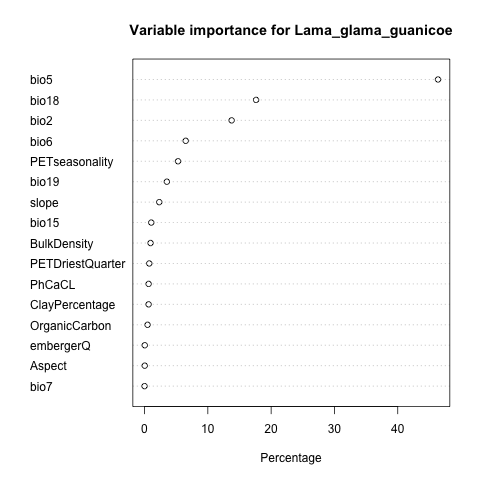 Variable importance for Lama_glama_guanicoe
bio5
bio18
bio2
bio6
PETseasonality
bio19
slope
bio15
BulkDensity
PETDriestQuarter
PhCaCL
ClayPercentage
OrganicCarbon
embergerQ
Aspect
bio7
0 10 20 30 40
Percentage